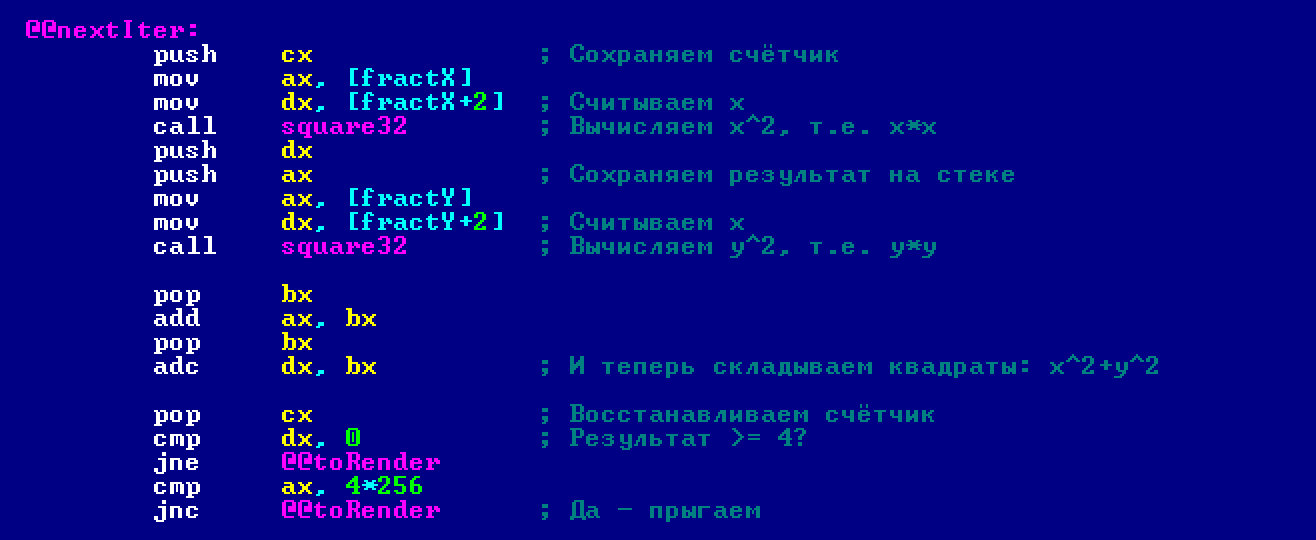 @@nextIter:
push cx ; Сохраняем счётчик
mov ax, [fractX]
mov dx, [fractX+2] ; Считываем x
call square32 ; Вычисляем x^2, т.е. x*x
push dx
push ax ; Сохраняем результат на стеке
mov ax, [fractY]
mov dx, [fractY+2] ; Считываем x
call square32 ; Вычисляем y^2, т.е. y*y
pop bx
add ax, bx
pop bx
adc dx, bx ; И теперь складываем квадраты: x^2+y^2
pop cx ; Восстанавливаем счётчик
cmp dx, 0 ; Результат >= 4?
jne @@toRender
cmp ax, 4*256
jnc @@toRender ; Да - прыгаем